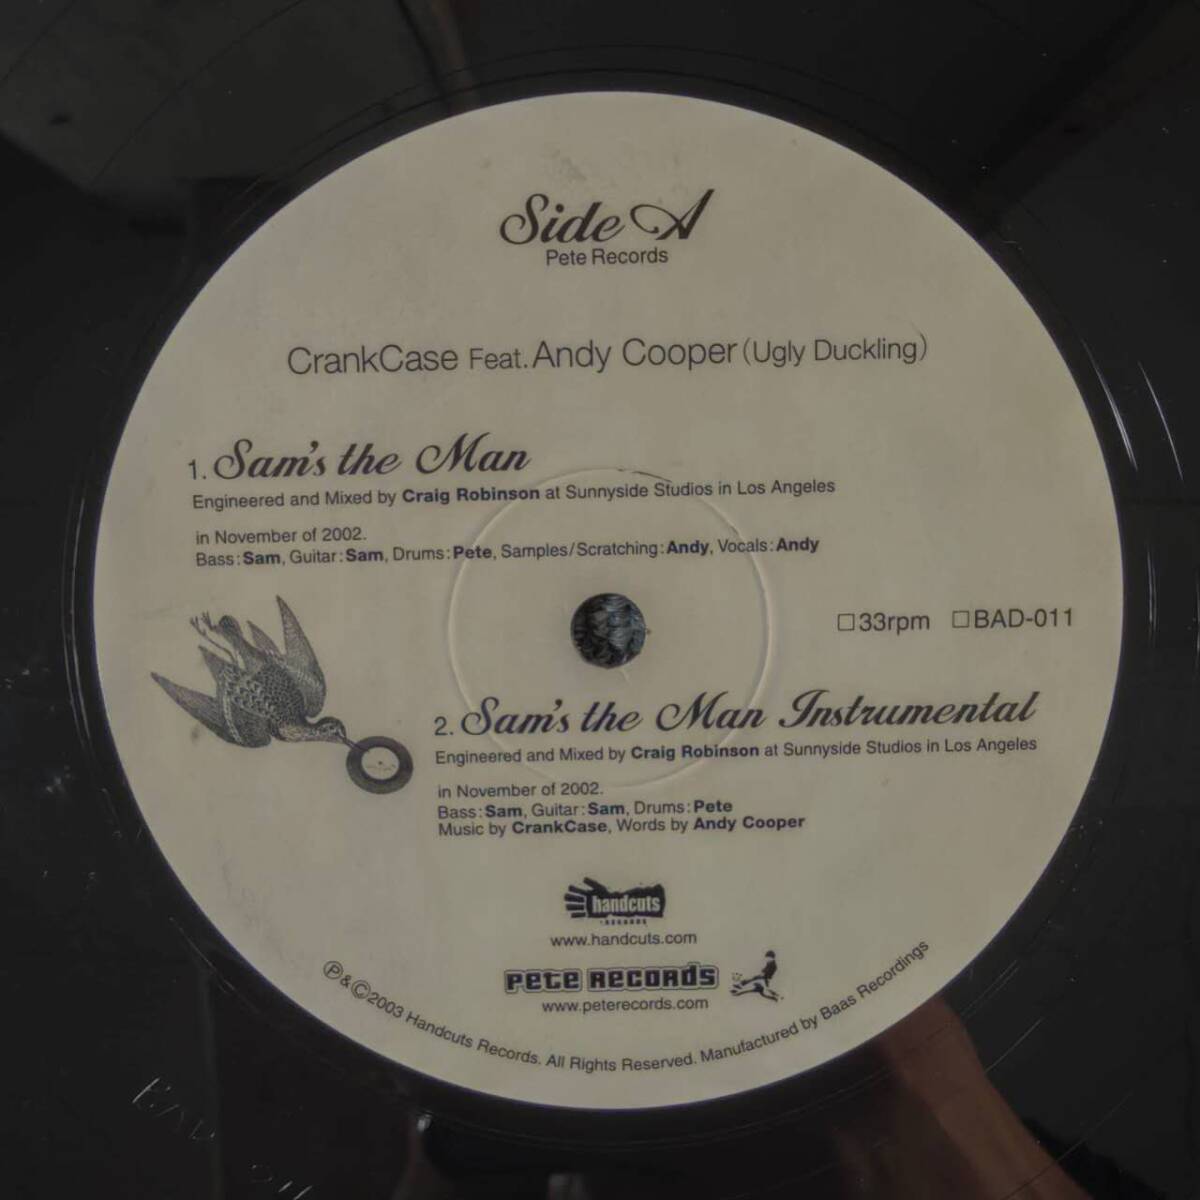 Side A
Pete Records
CrankCase Feat. Andy Cooper (Ugly Duckling)
1. Sam's the Man
Engineered and Mixed by Craig Robinson at Sunnyside Studios in Los Angeles
in November of 2002.
Bass: Sam, Guitar: Sam, Drums: Pete, Samples/Scratching: Andy, Vocals: Andy
□33rpm □BAD-011
2. Sam's the Man Instrumental
Engineered and Mixed by Craig Robinson at Sunnyside Studios in Los Angeles
in November of 2002.
Bass: Sam, Guitar: Sam, Drums: Pete
Music by CrankCase, Words by Andy Cooper
handcuts
RECORDS
www.handcuts.com
PETE RECORDS
www.peterecords.com
℗&©2003 Handcuts Records. All Rights Reserved. Manufactured by Baas Recordings